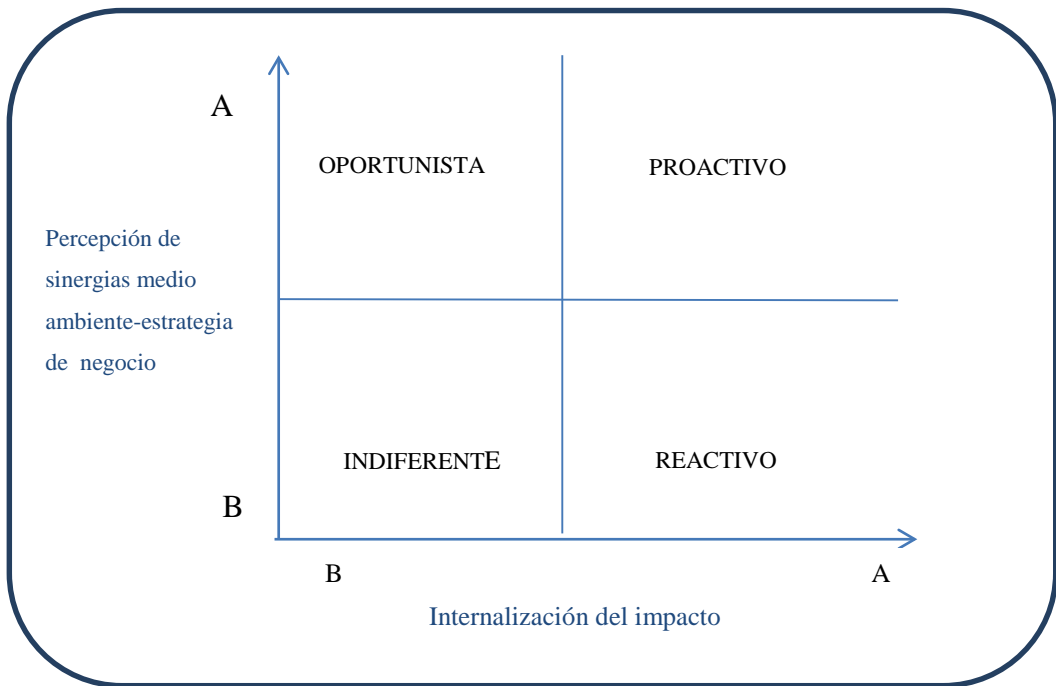 A
OPORTUNISTA
PROACTIVO
Percepción de
sinergias medio
ambiente-estrategia
de negocio
INDIFERENTE
REACTIVO
B
B
A
Internalización del impacto